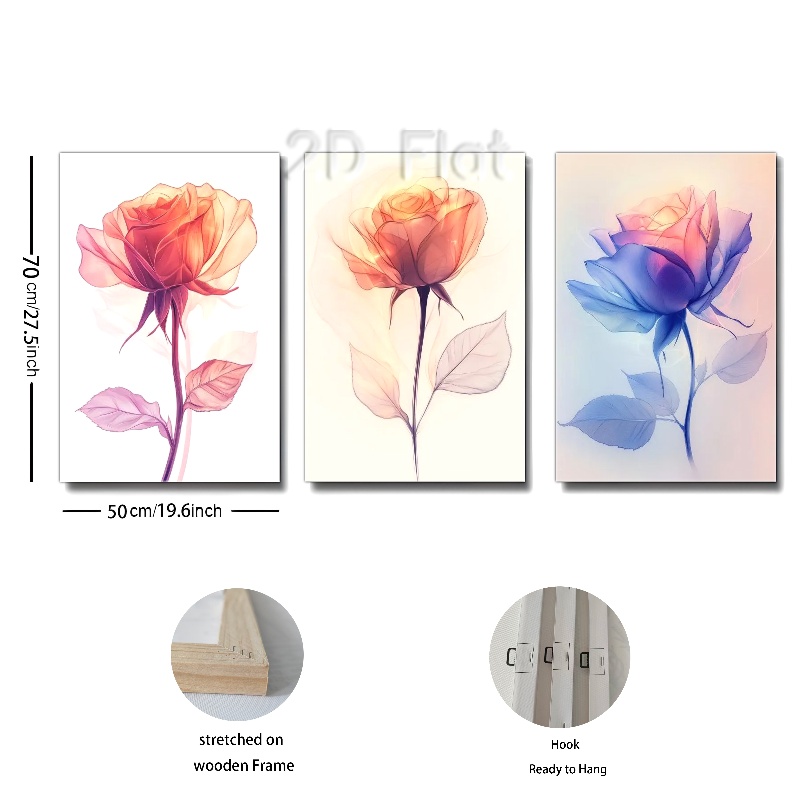 2D Flat
70 cm/27.5inch
50cm/19.6inch
stretched on
wooden Frame
Hook
Ready to Hang